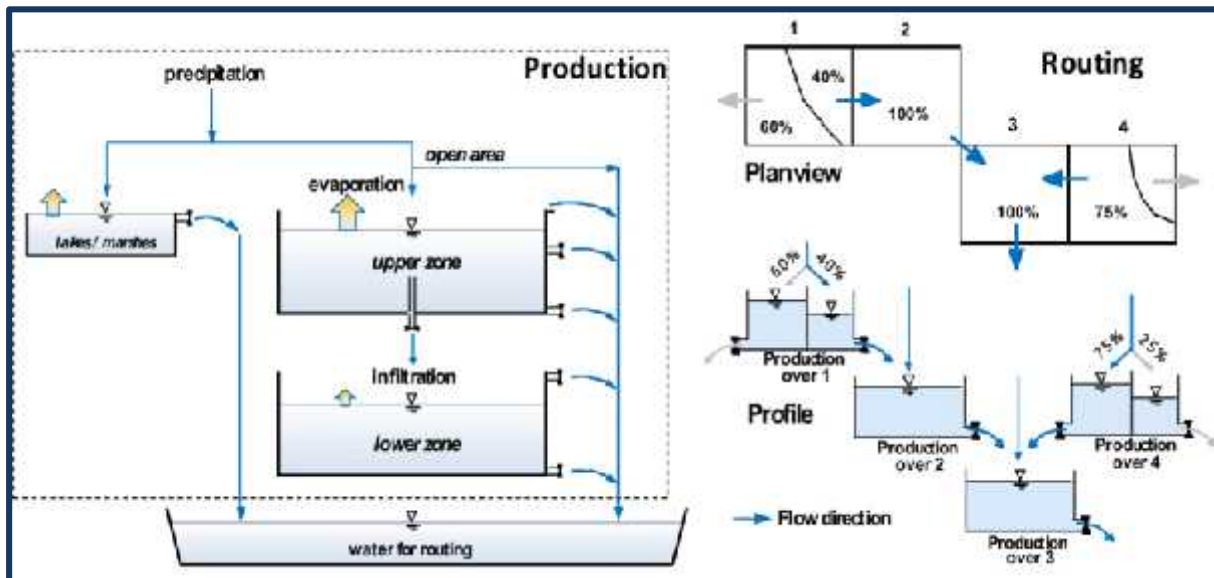 Production
precipitation
open area
evaporation
lakes/ marshes
upper zone
infiltration
lower zone
water for routing
Routing
1
2
40%
60%
100%
3
4
Planview
100%
75%
60%
40%
Production
over 1
75%
25%
Profile
Production
over 2
Production
over 4
Flow direction
Production
over 3